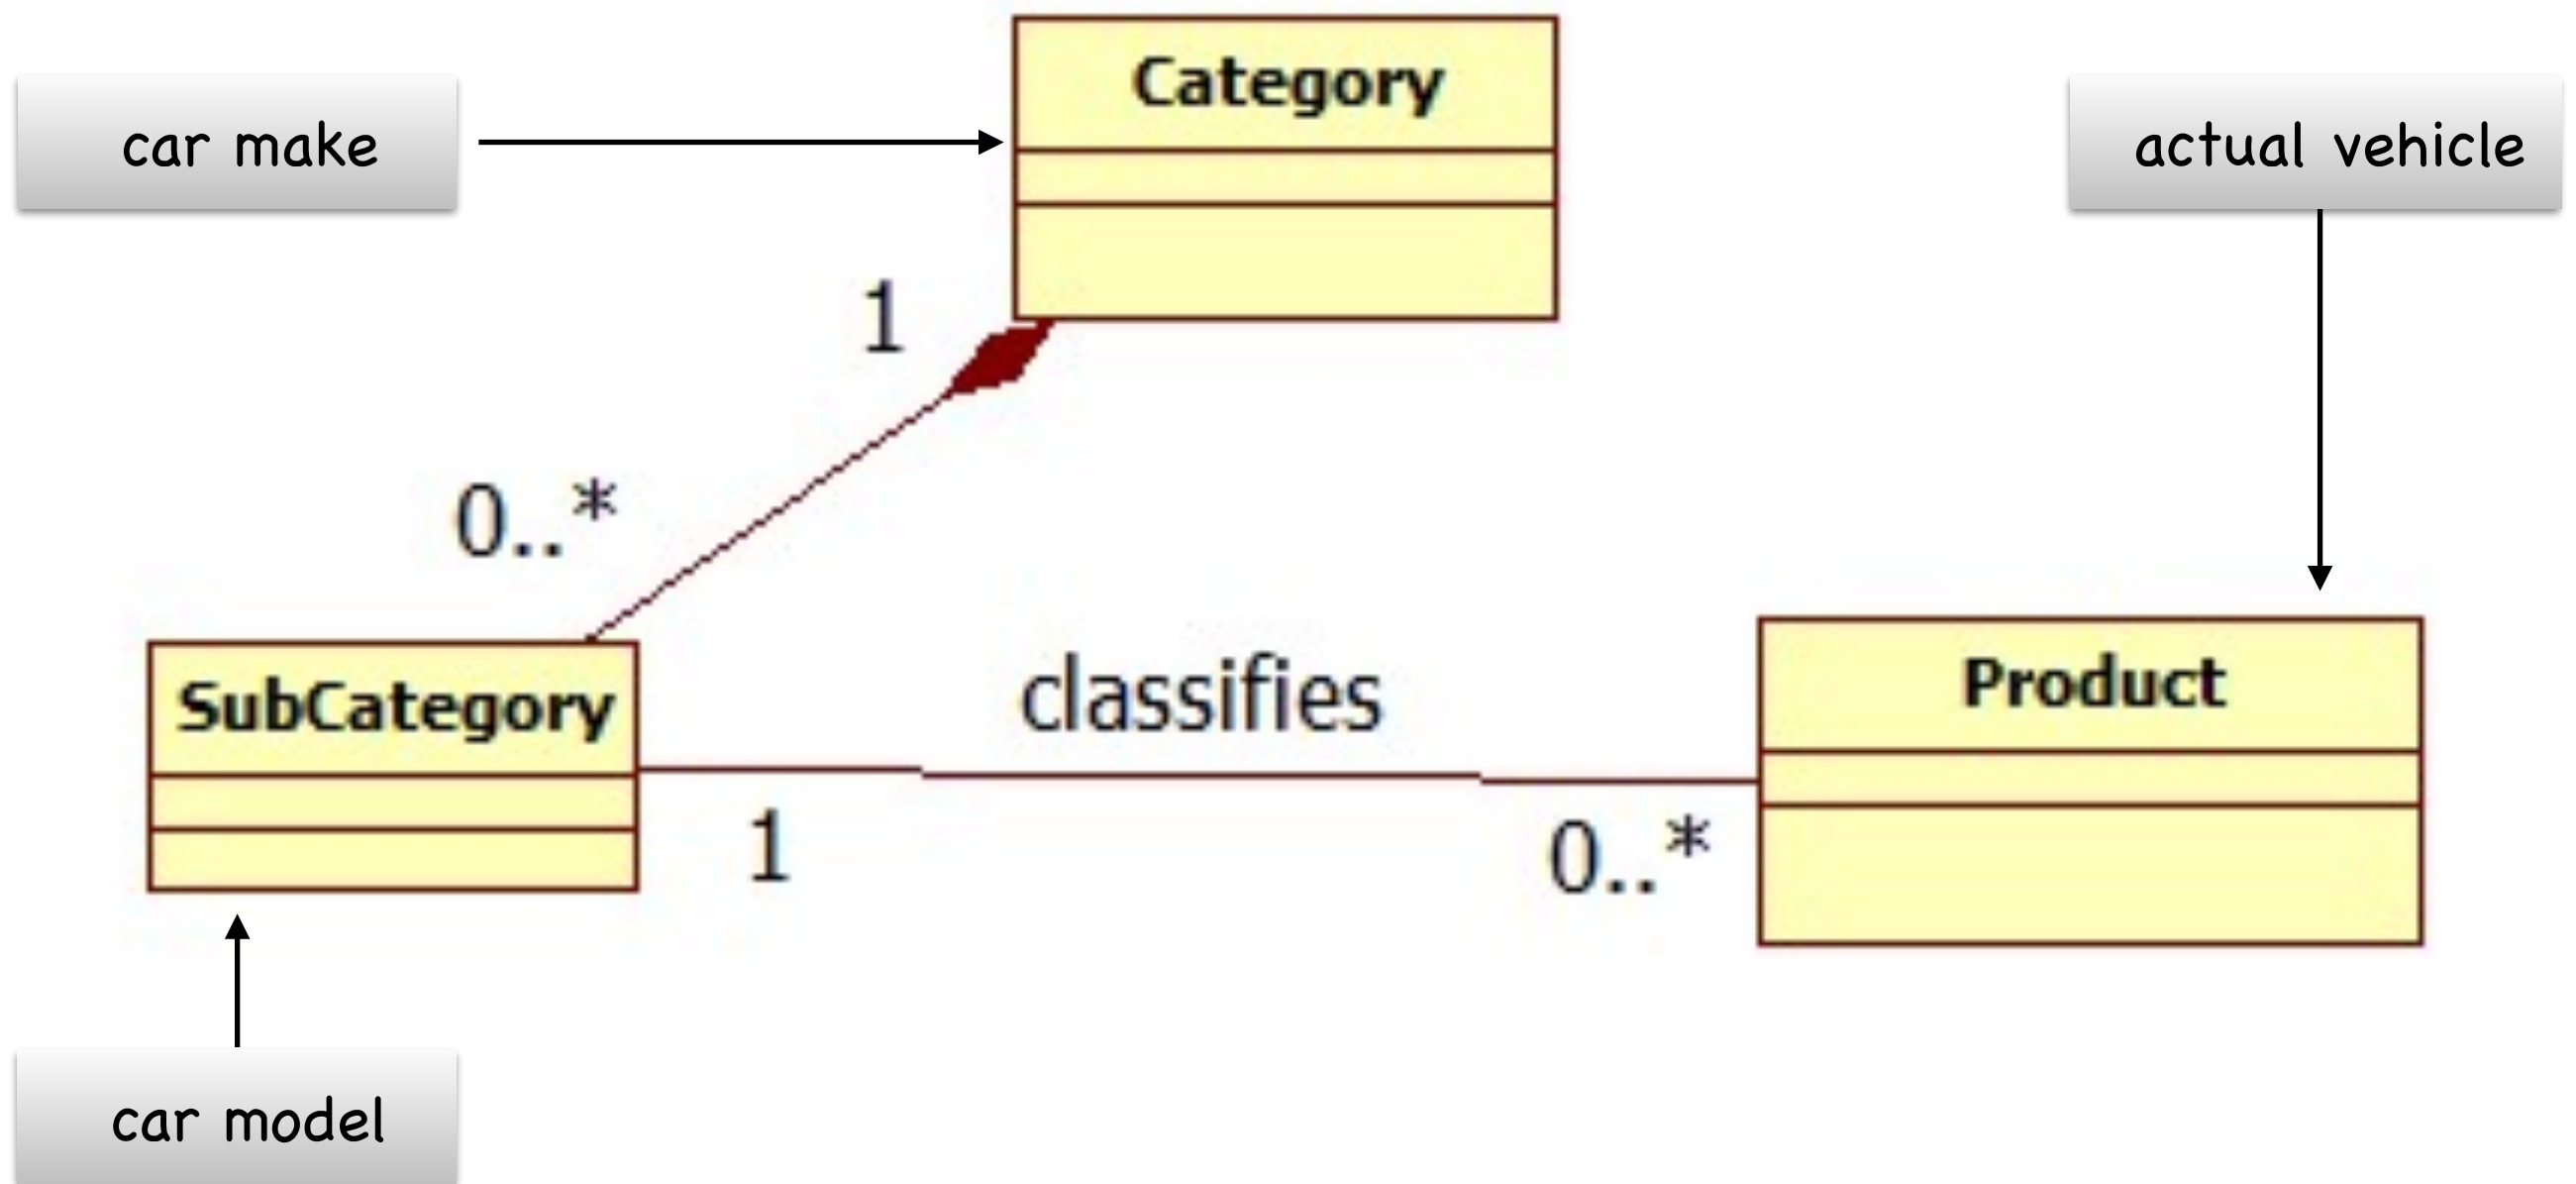 Category
car make
actual vehicle
1
0..*
SubCategory
classifies
Product
1
0..*
car model